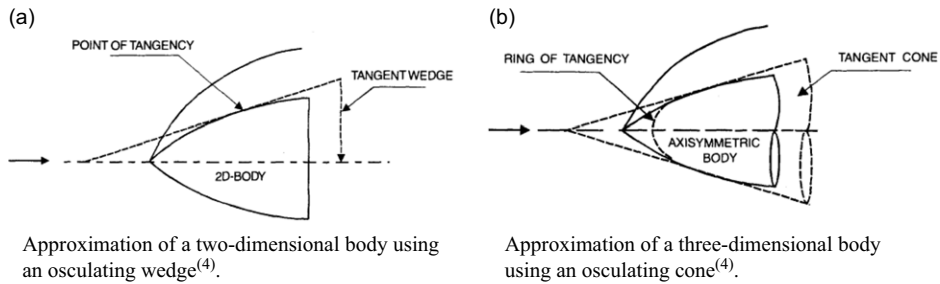 (a)
POINT OF TANGENCY
TANGENT WEDGE
2D-BODY
Approximation of a two-dimensional body using
an osculating wedge(4).
(b)
RING OF TANGENCY
TANGENT CONE
AXISYMMETRIC
BODY
Approximation of a three-dimensional body
using an osculating cone(4).